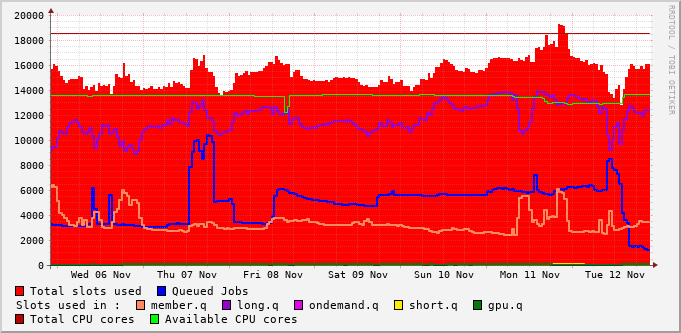 RRDTOOL / TOBI OETIKER
20000
18000
16000
14000
12000
10000
8000
6000
4000
2000
0
Wed 06 Nov Thu 07 Nov Fri 08 Nov Sat 09 Nov Sun 10 Nov Mon 11 Nov Tue 12 Nov
Total slots used Queued Jobs
Slots used in : member.q long.q ondemand.q short.q gpu.q
Total CPU cores Available CPU cores